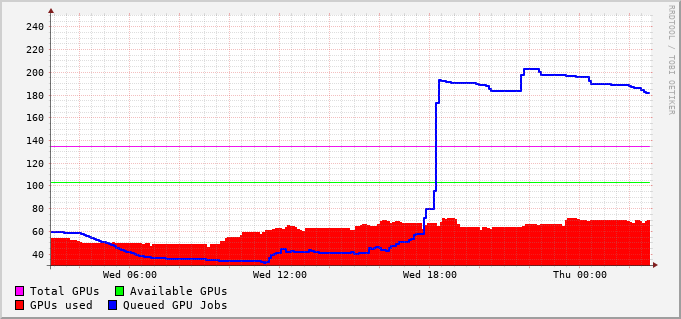 RRDTOOL / TOBI OETIKER
240
220
200
180
160
140
120
100
80
60
40
Wed 06:00 Wed 12:00 Wed 18:00 Thu 00:00
Total GPUs Available GPUs
GPUs used Queued GPU Jobs